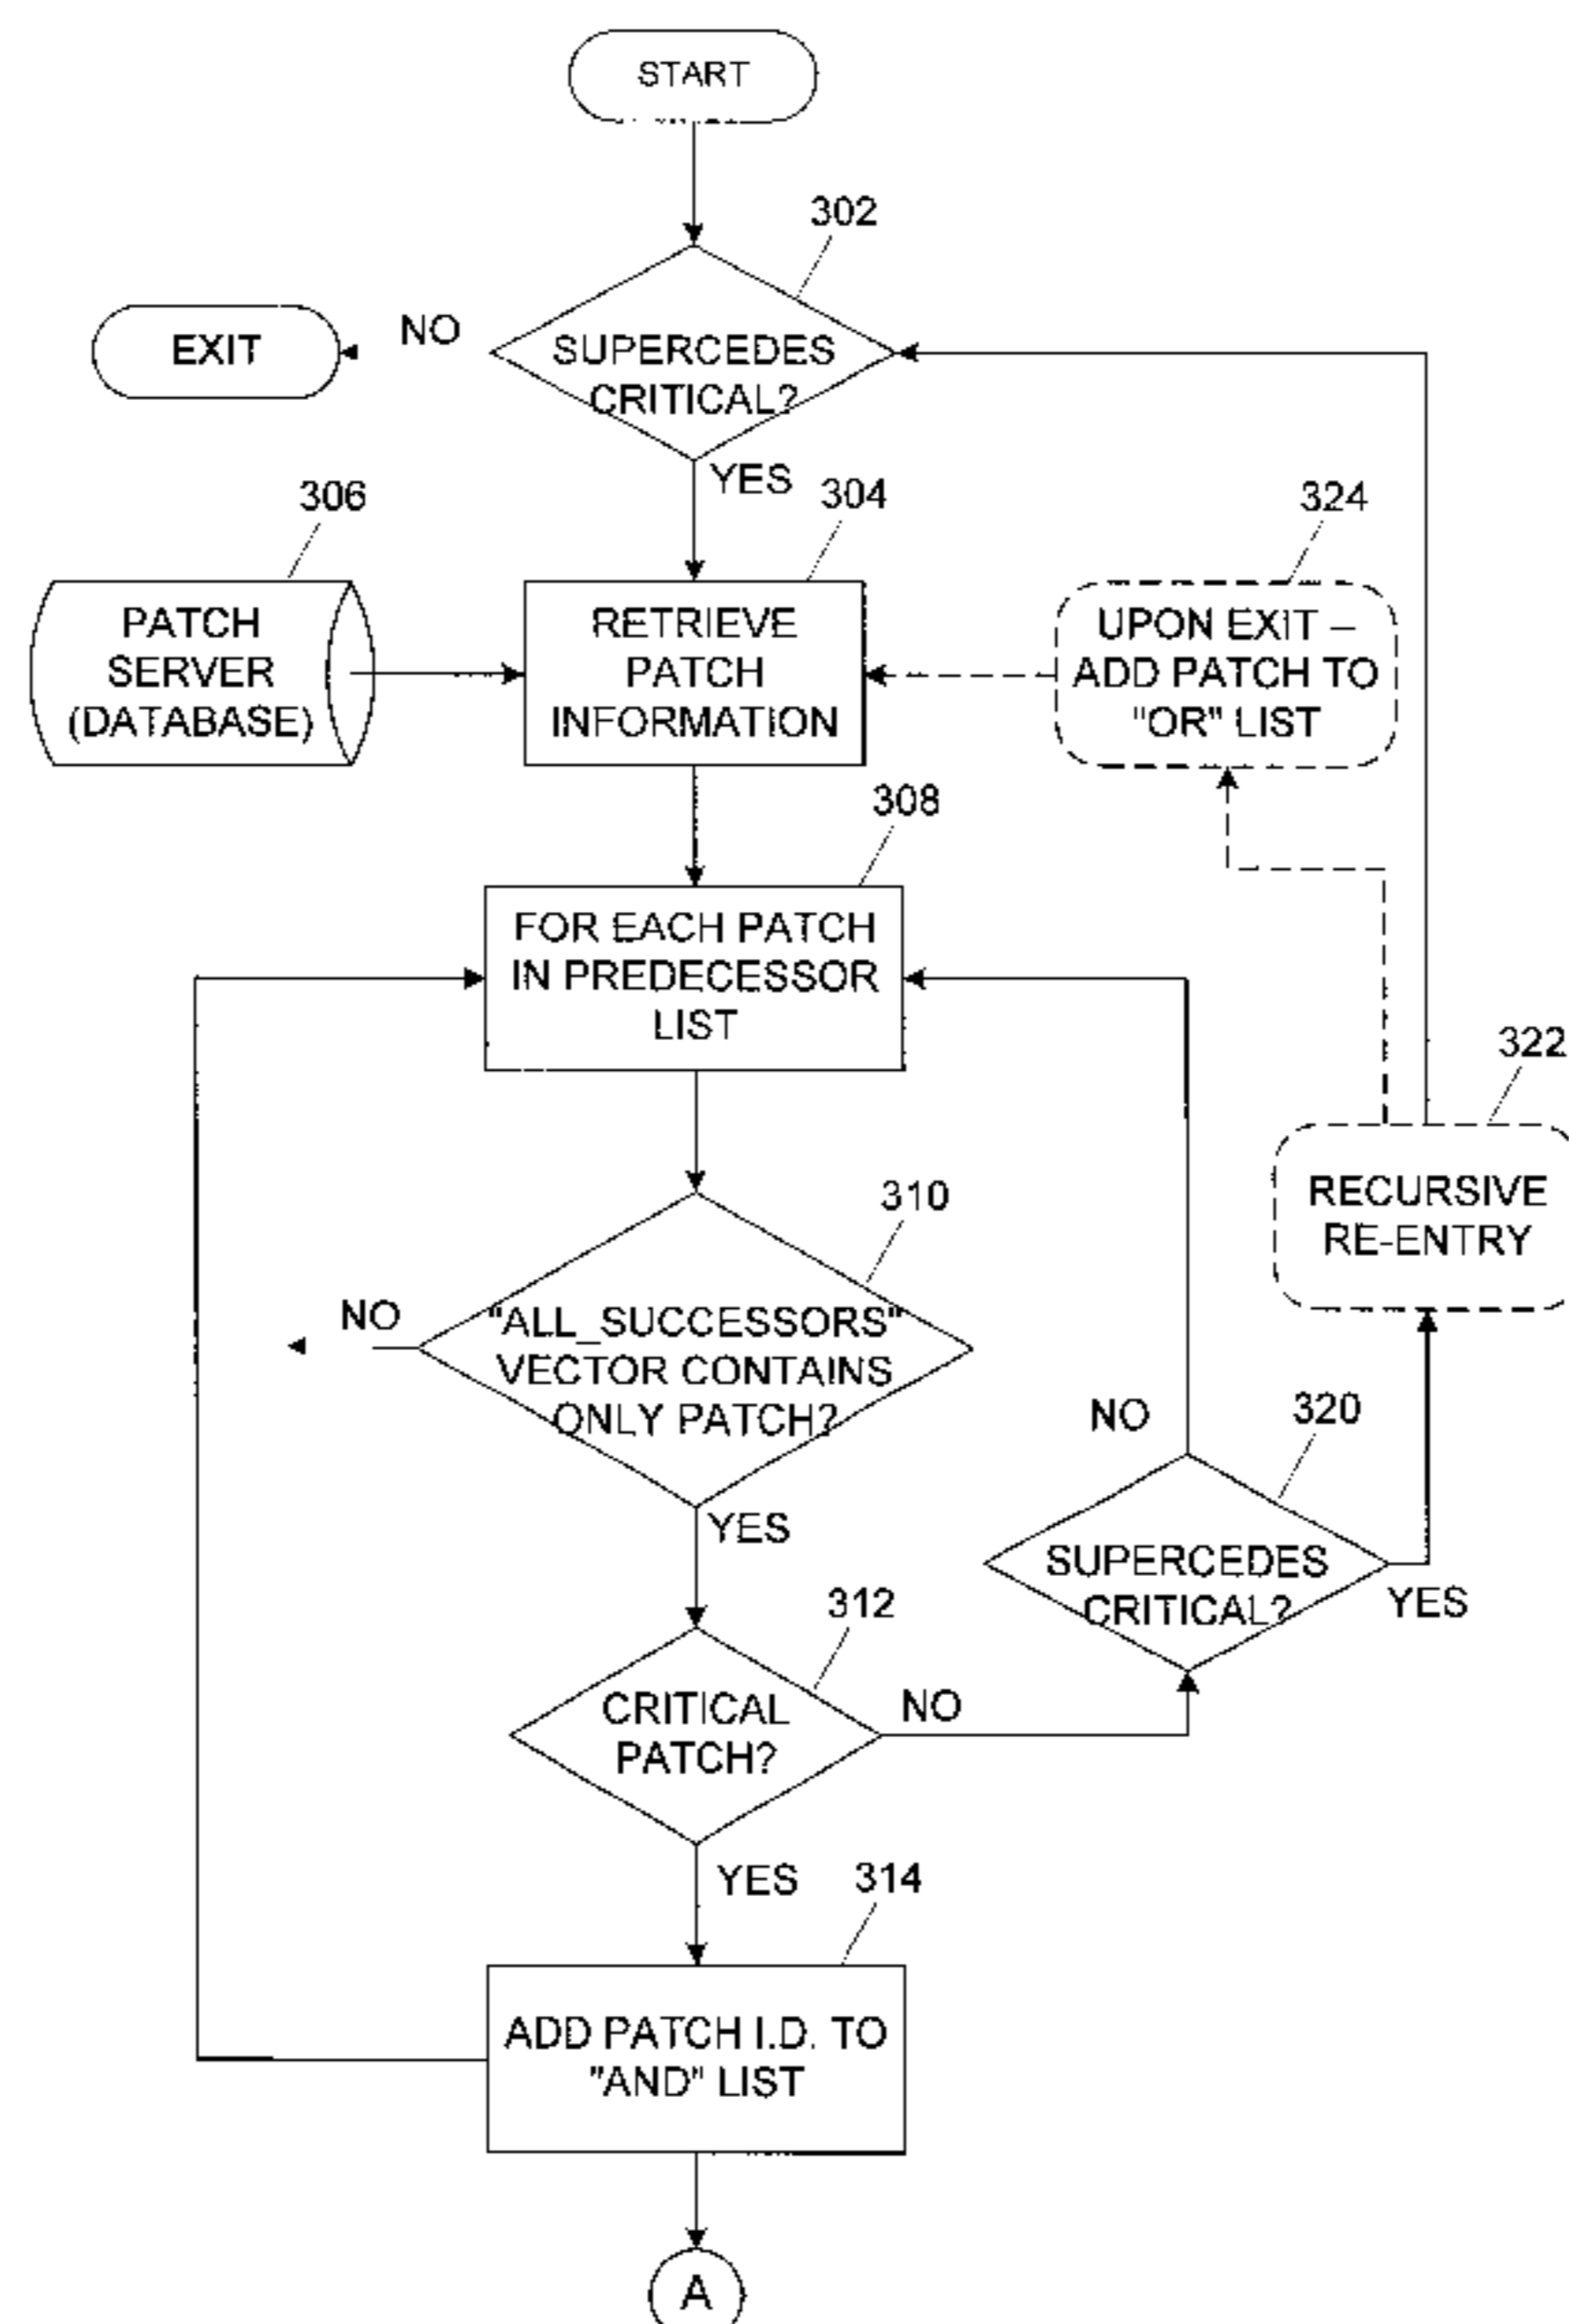 START
302
EXIT
NO
SUPERCEDES
CRITICAL?
YES
304
306
324
PATCH
SERVER
(DATABASE)
RETRIEVE
PATCH
INFORMATION
UPON EXIT –
ADD PATCH TO
"OR" LIST
308
FOR EACH PATCH
IN PREDECESSOR
LIST
322
RECURSIVE
RE-ENTRY
310
NO
"ALL_SUCCESSORS"
VECTOR CONTAINS
ONLY PATCH?
YES
NO
320
SUPERCEDES
CRITICAL?
YES
312
CRITICAL
PATCH?
NO
YES
314
ADD PATCH I.D. TO
"AND" LIST
A